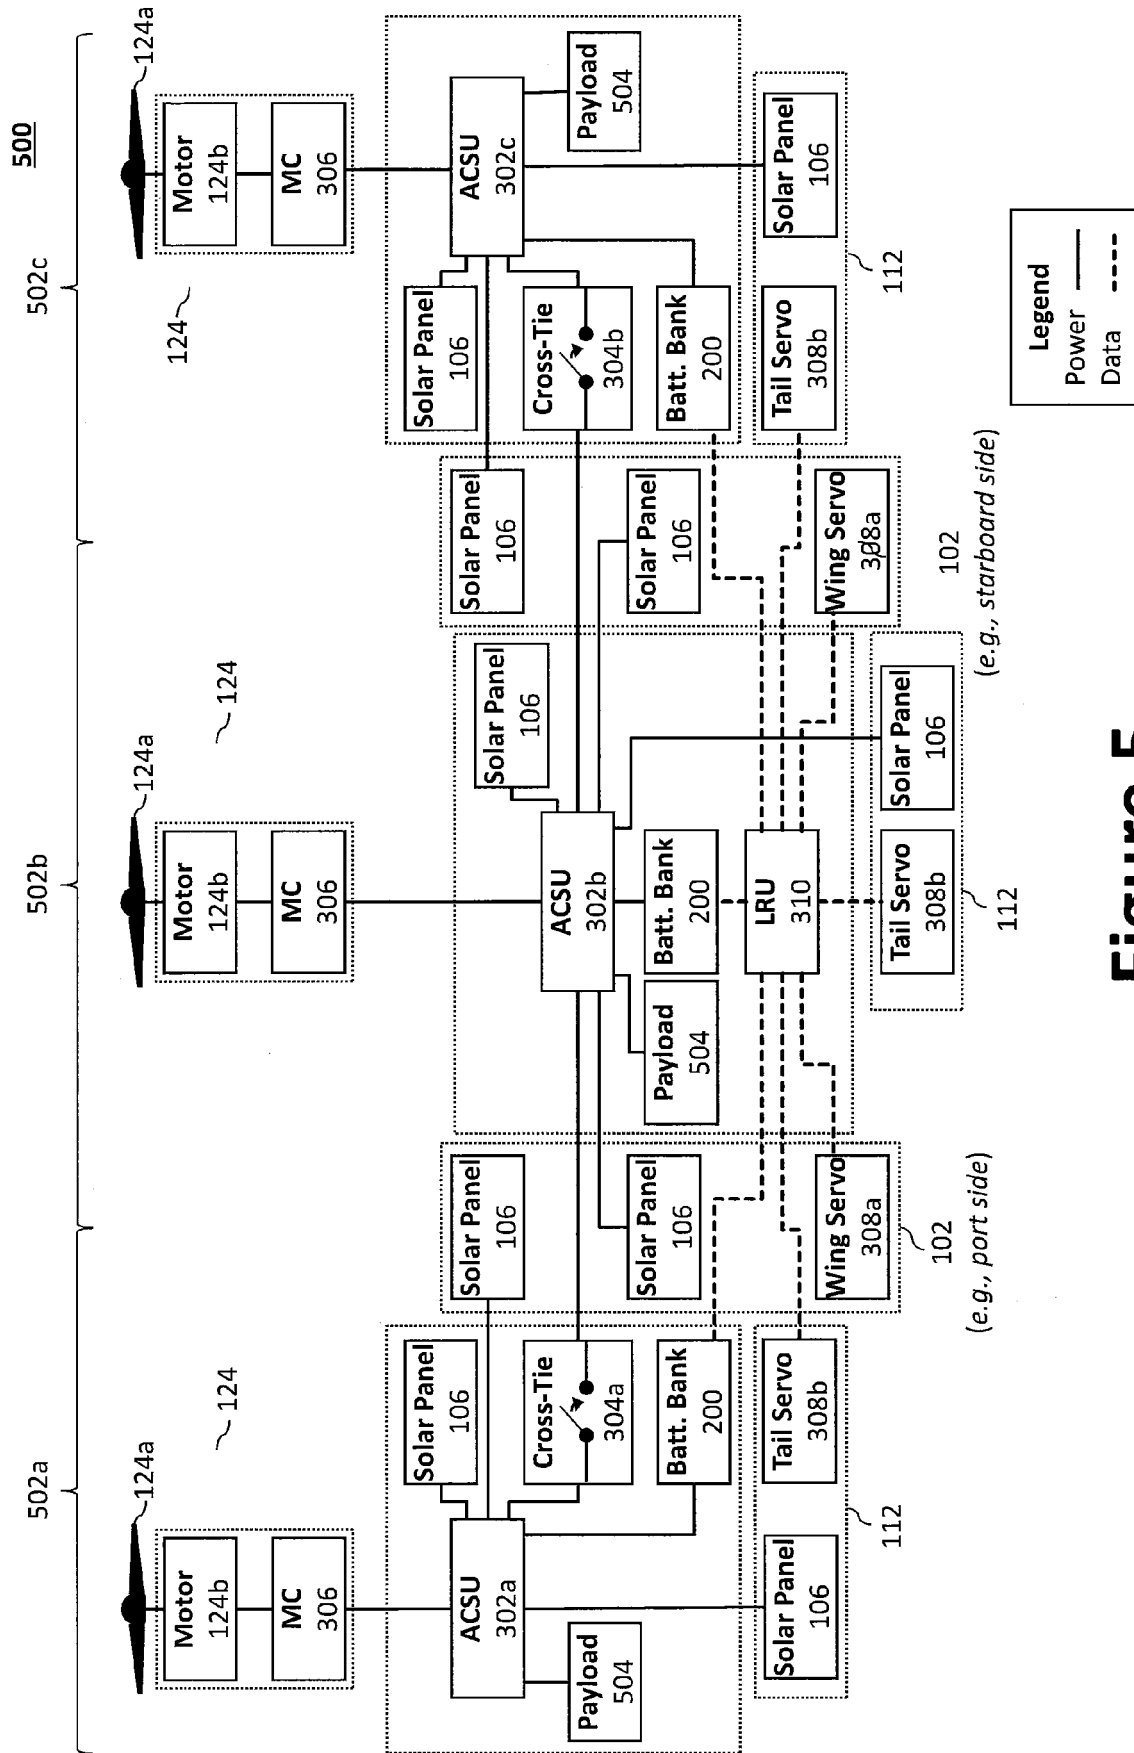 500
502a
502b
502c
124a
124a
124a
124
124
124
Motor
124b
Motor
124b
Motor
124b
MC
306
MC
306
MC
306
Solar Panel
106
Solar Panel
106
Solar Panel
106
Solar Panel
106
Solar Panel
106
ACSU
302a
ACSU
302b
ACSU
302c
Cross-Tie
304a
Cross-Tie
304b
Payload
504
Payload
504
Payload
504
Batt. Bank
200
Solar Panel
106
Batt. Bank
200
Solar Panel
106
Batt. Bank
200
LRU
310
Solar Panel
106
Tail Servo
308b
Wing Servo
308a
Wing Servo
308a
Tail Servo
308b
Solar Panel
106
Tail Servo
308b
Solar Panel
106
112
102
(e.g., port side)
112
102
(e.g., starboard side)
112
Legend
Power
Data
Figure 5